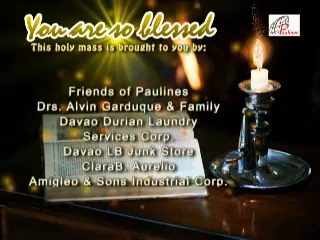 You are so blessed
This holy mass is brought to you by:
Paulines
Friends of Paulines
Drs. Alvin Garduque & Family
Davao Durian Laundry
Services Corp.
Davao LB Junk Store
ClaraB. Aurelio
Amigleo & Sons Industrial Corp.